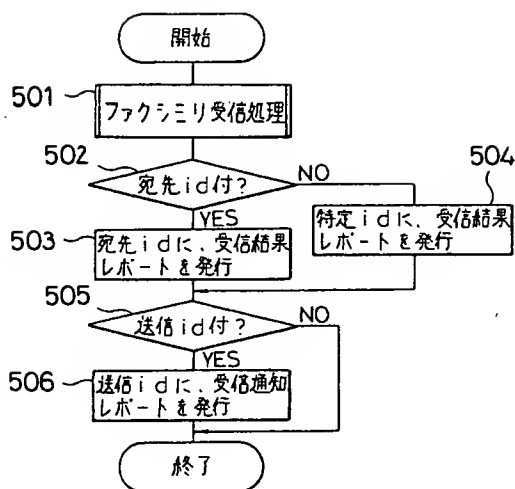 開始
501
ファクシミリ受信処理
502
宛先id付?
NO
504
YES
503
宛先idに、受信結果
レポートを発行
特定idに、受信結果
レポートを発行
505
送信id付?
NO
YES
506
送信idに、受信通知
レポートを発行
終了